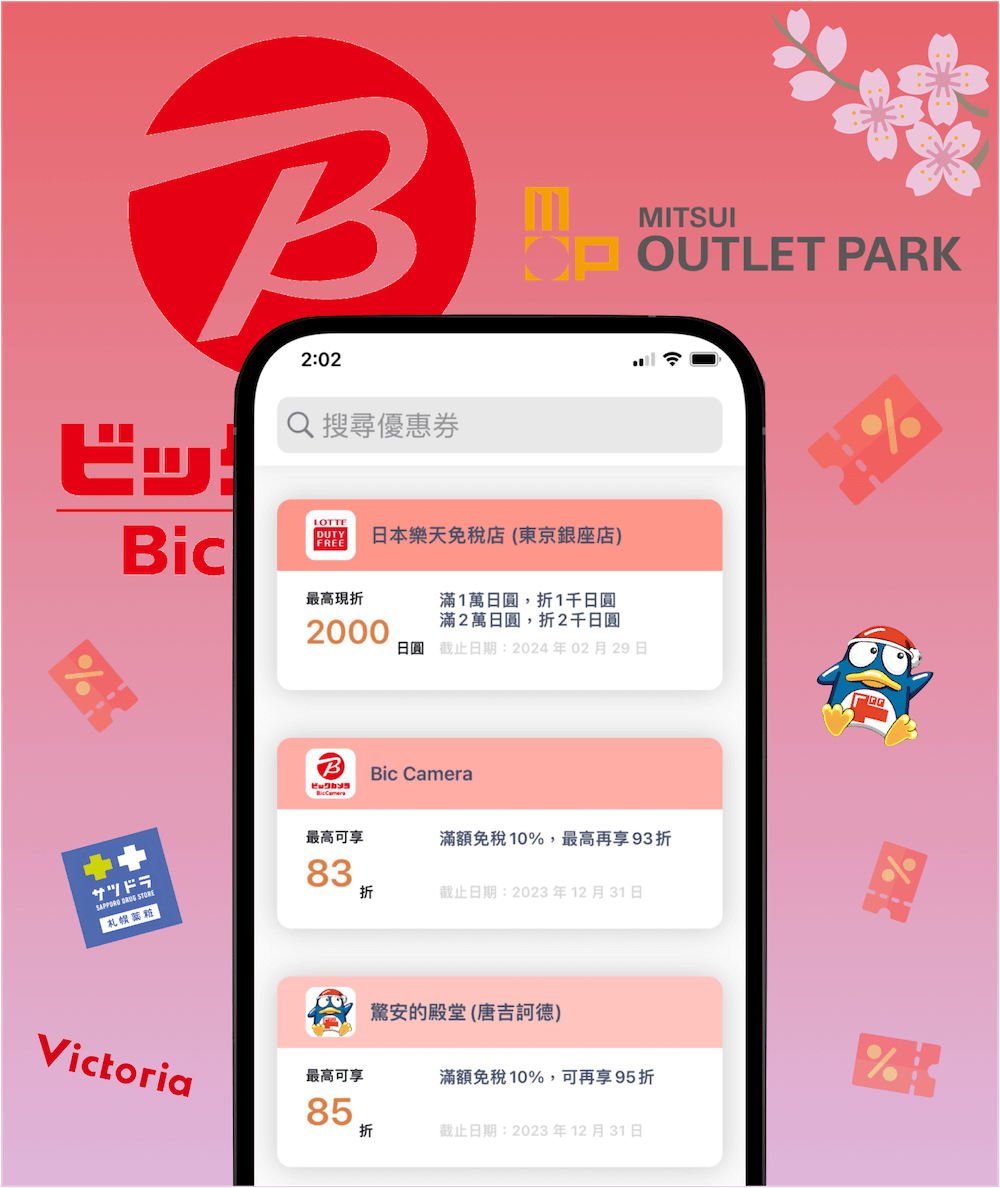 MITSUI
OUTLET PARK
2:02
搜尋優惠券
ビック
Bic
LOTTE
DUTY
FREE
日本樂天免稅店 (東京銀座店)
最高現折
2000 日圓
滿1萬日圓，折1千日圓
滿2萬日圓，折2千日圓
截止日期：2024 年 02 月 29 日
ビックカメラ
BicCamera
Bic Camera
最高可享
83 折
滿額免稅10%，最高再享93折
截止日期：2023 年 12 月 31 日
サツドラ
SAPPORO DRUG STORE
札幌薬粧
驚安的殿堂 (唐吉訶德)
最高可享
85 折
滿額免稅10%，可再享95折
截止日期：2023 年 12 月 31 日
Victoria